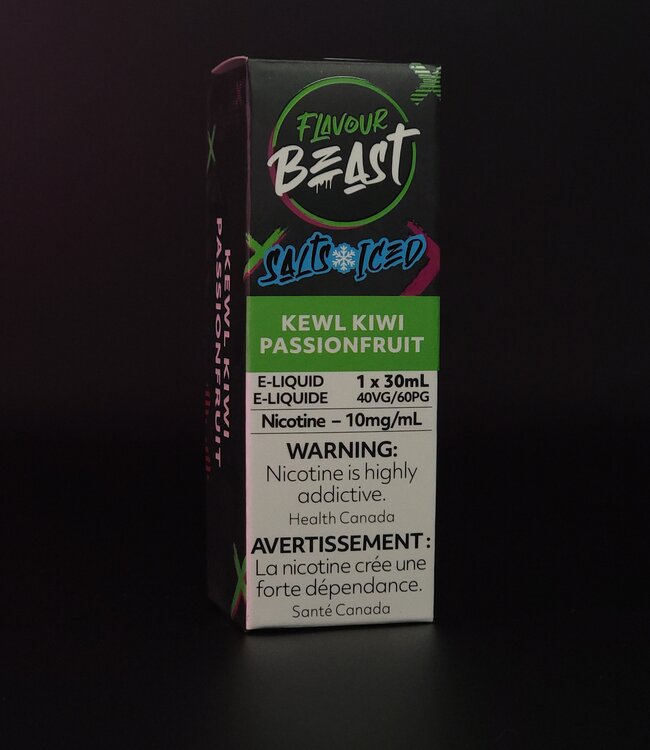 FLAVOUR
BEAST
SALTS ICED
KEWL KIWI
PASSIONFRUIT
E-LIQUID 1 x 30mL
E-LIQUIDE 40VG/60PG
Nicotine – 10mg/mL
WARNING:
Nicotine is highly
addictive.
Health Canada
AVERTISSEMENT :
La nicotine crée une
forte dépendance.
Santé Canada
KEWL KIWI
PASSIONFRUIT